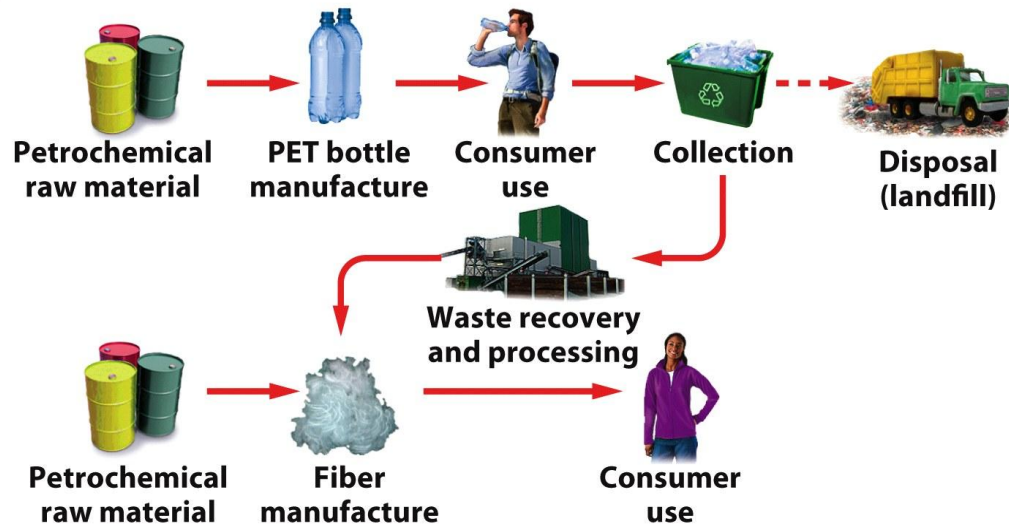 Petrochemical
raw material
PET bottle
manufacture
Consumer
use
Collection
Disposal
(landfill)
Waste recovery
and processing
Petrochemical
raw material
Fiber
manufacture
Consumer
use